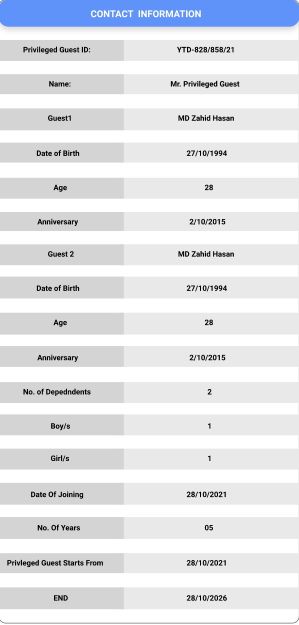 CONTACT INFORMATION
Privileged Guest ID: YTD-828/858/21
Name: Mr. Privileged Guest
Guest1 MD Zahid Hasan
Date of Birth 27/10/1994
Age 28
Anniversary 2/10/2015
Guest 2 MD Zahid Hasan
Date of Birth 27/10/1994
Age 28
Anniversary 2/10/2015
No. of Depedndents 2
Boy/s 1
Girl/s 1
Date Of Joining 28/10/2021
No. Of Years 05
Privleged Guest Starts From 28/10/2021
END 28/10/2026